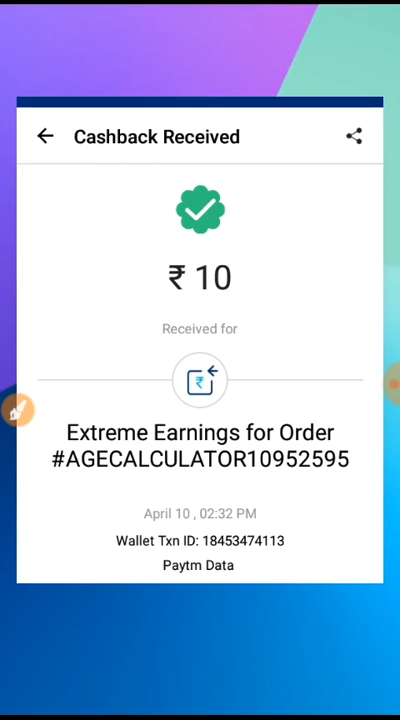 Cashback Received
₹ 10
Received for
₹
Extreme Earnings for Order
#AGECALCULATOR10952595
April 10 , 02:32 PM
Wallet Txn ID: 18453474113
Paytm Data